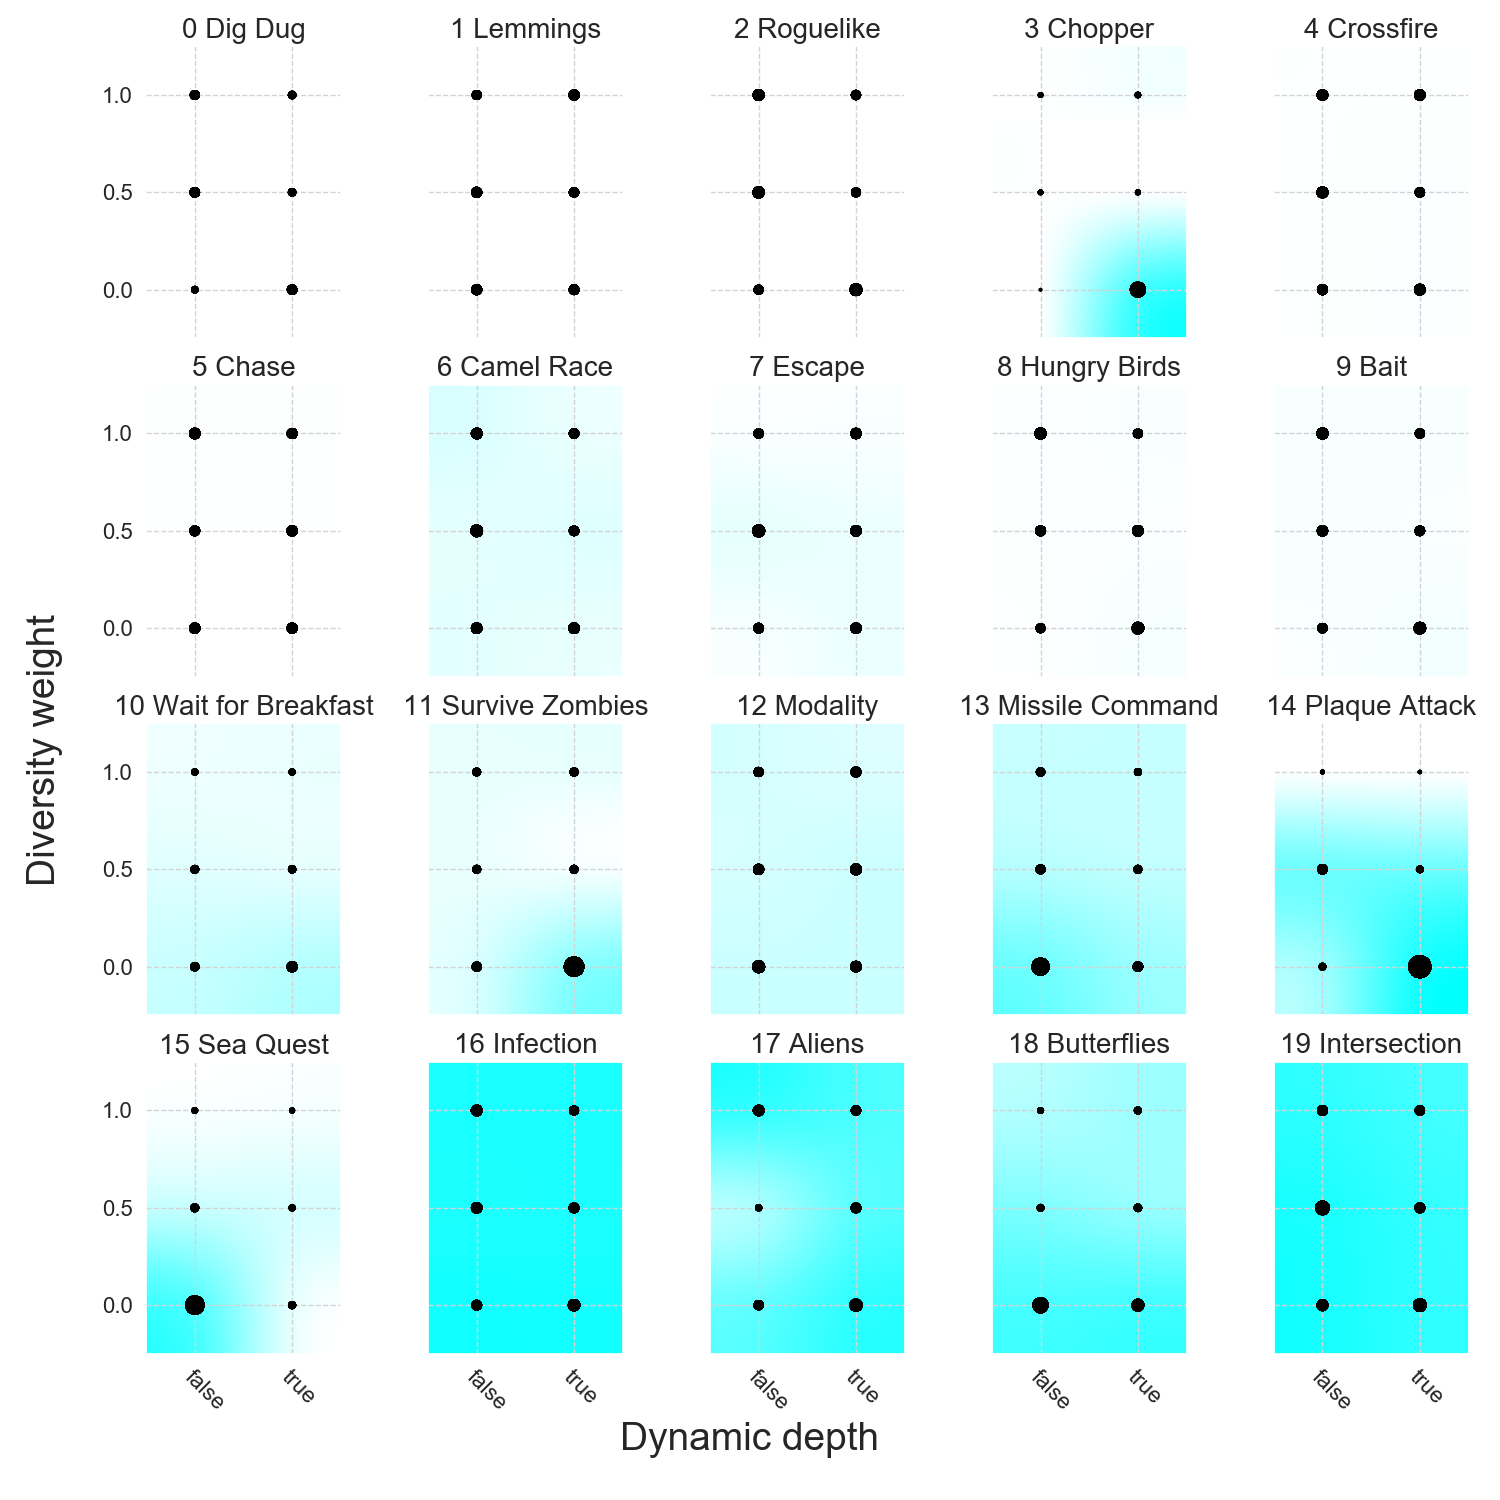 0 Dig Dug
1 Lemmings
2 Roguelike
3 Chopper
4 Crossfire
1.0
0.5
0.0
5 Chase
6 Camel Race
7 Escape
8 Hungry Birds
9 Bait
1.0
0.5
0.0
Diversity weight
10 Wait for Breakfast
11 Survive Zombies
12 Modality
13 Missile Command
14 Plaque Attack
1.0
0.5
0.0
15 Sea Quest
16 Infection
17 Aliens
18 Butterflies
19 Intersection
1.0
0.5
0.0
false
true
false
true
false
true
false
true
false
true
Dynamic depth